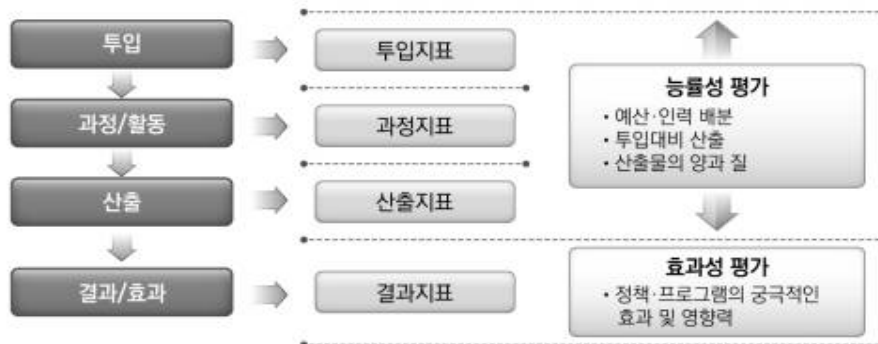 투입
투입지표
과정/활동
과정지표
산출
산출지표
결과/효과
결과지표
능률성 평가
• 예산·인력 배분
• 투입대비 산출
• 산출물의 양과 질
효과성 평가
• 정책·프로그램의 궁극적인
효과 및 영향력